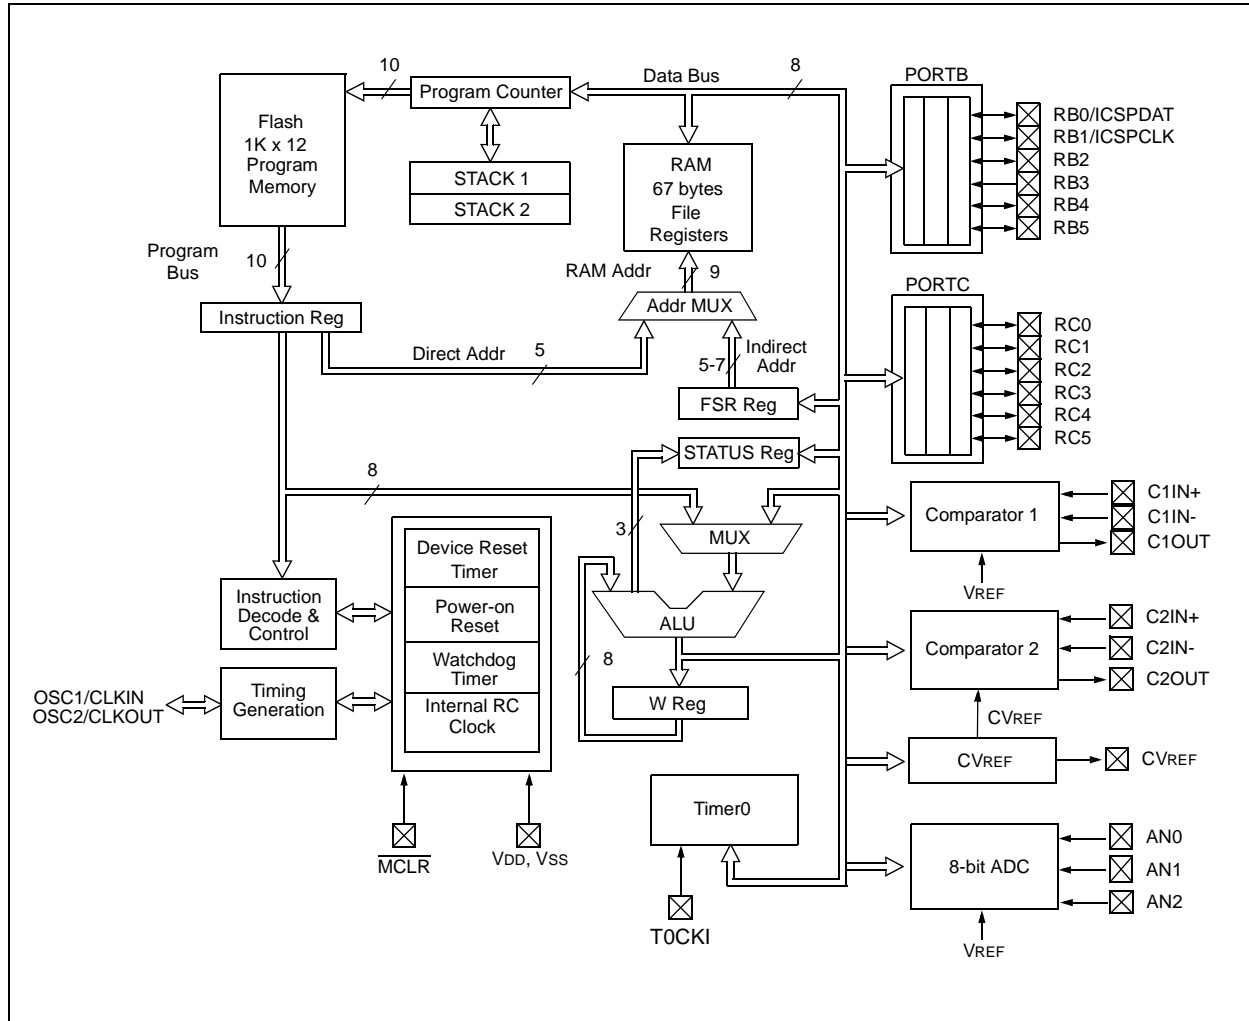 10
Data Bus
8
PORTB
Flash
1K x 12
Program
Memory
Program Counter
STACK 1
STACK 2
RAM
67 bytes
File
Registers
RB0/ICSPDAT
RB1/ICSPCLK
RB2
RB3
RB4
RB5
Program
Bus
10
RAM Addr
9
Addr MUX
PORTC
Instruction Reg
Direct Addr
5
5-7
Indirect
Addr
FSR Reg
RC0
RC1
RC2
RC3
RC4
RC5
STATUS Reg
8
3
MUX
Comparator 1
C1IN+
C1IN-
C1OUT
VREF
Device Reset
Timer
Power-on
Reset
Watchdog
Timer
Internal RC
Clock
Instruction
Decode &
Control
ALU
8
W Reg
Comparator 2
C2IN+
C2IN-
C2OUT
CVREF
OSC1/CLKIN
OSC2/CLKOUT
Timing
Generation
CVREF
CVREF
MCLR
VDD, VSS
Timer0
T0CKI
8-bit ADC
AN0
AN1
AN2
VREF